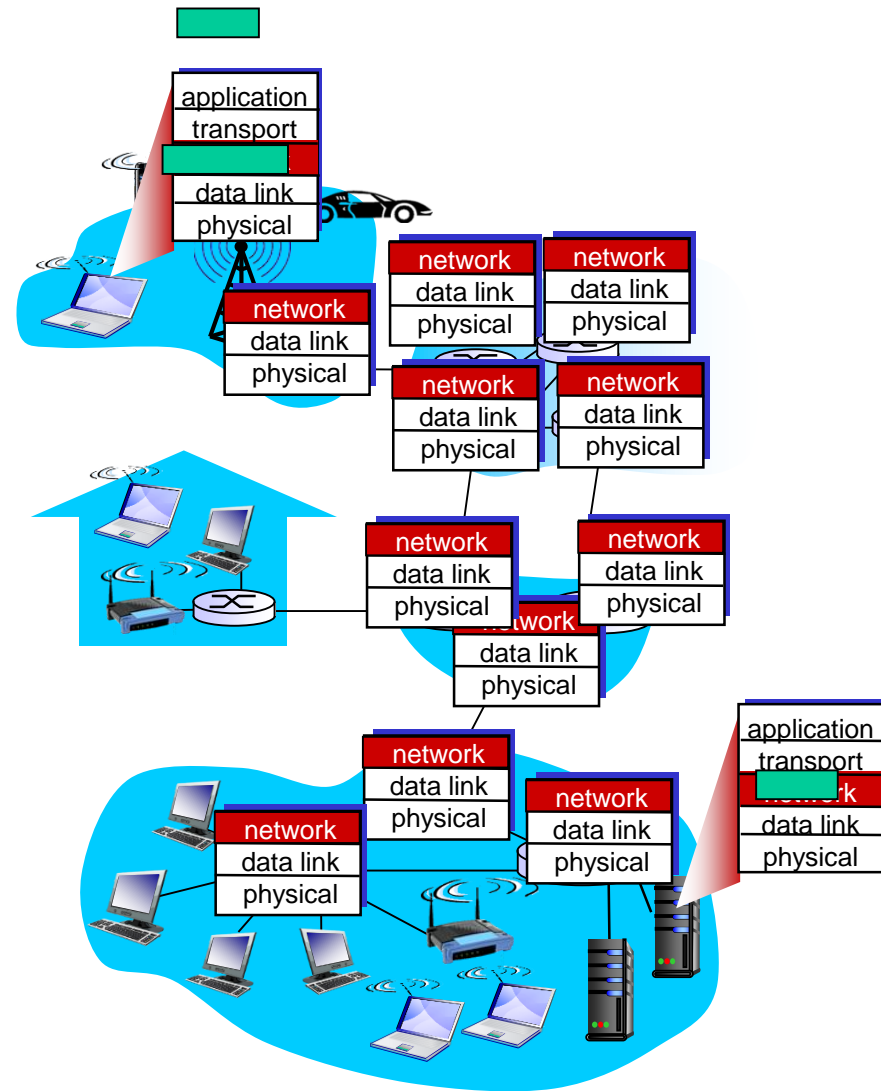 application
transport
data link
physical
network
data link
physical
network
data link
physical
network
data link
physical
network
data link
physical
network
data link
physical
network
data link
physical
network
data link
physical
network
data link
physical
network
data link
physical
network
data link
physical
network
data link
physical
application
transport
network
data link
physical